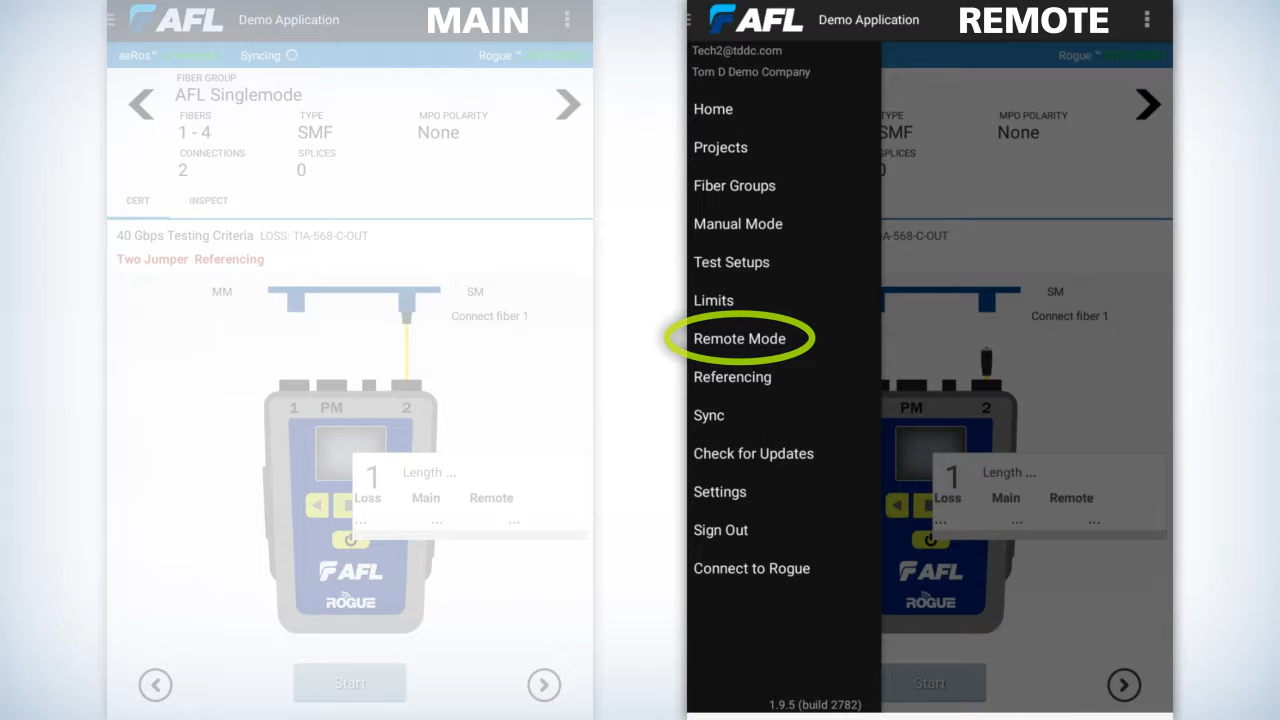 AFL Demo Application MAIN
aeRos™ Syncing Rogue™
FIBER GROUP
AFL Singlemode
FIBERS TYPE MPO POLARITY
1 - 4 SMF None
CONNECTIONS SPLICES
2 0
CERT INSPECT
40 Gbps Testing Criteria LOSS: TIA-568-C-OUT
Two Jumper Referencing
MM SM
Connect fiber 1
1 PM 2
1 Length ...
Loss Main Remote
... ... ...
AFL
ROGUE
Start
AFL Demo Application REMOTE
Tech2@tddc.com
Tom D Demo Company
Home
Projects
Fiber Groups
Manual Mode
Test Setups
Limits
Remote Mode
Referencing
Sync
Check for Updates
Settings
Sign Out
Connect to Rogue
1.9.5 (build 2782)
Rogue™
TYPE MPO POLARITY
SMF None
SPLICES
0
A-568-C-OUT
SM
Connect fiber 1
PM 2
1 Length ...
Loss Main Remote
... ... ...
AFL
ROGUE
Start